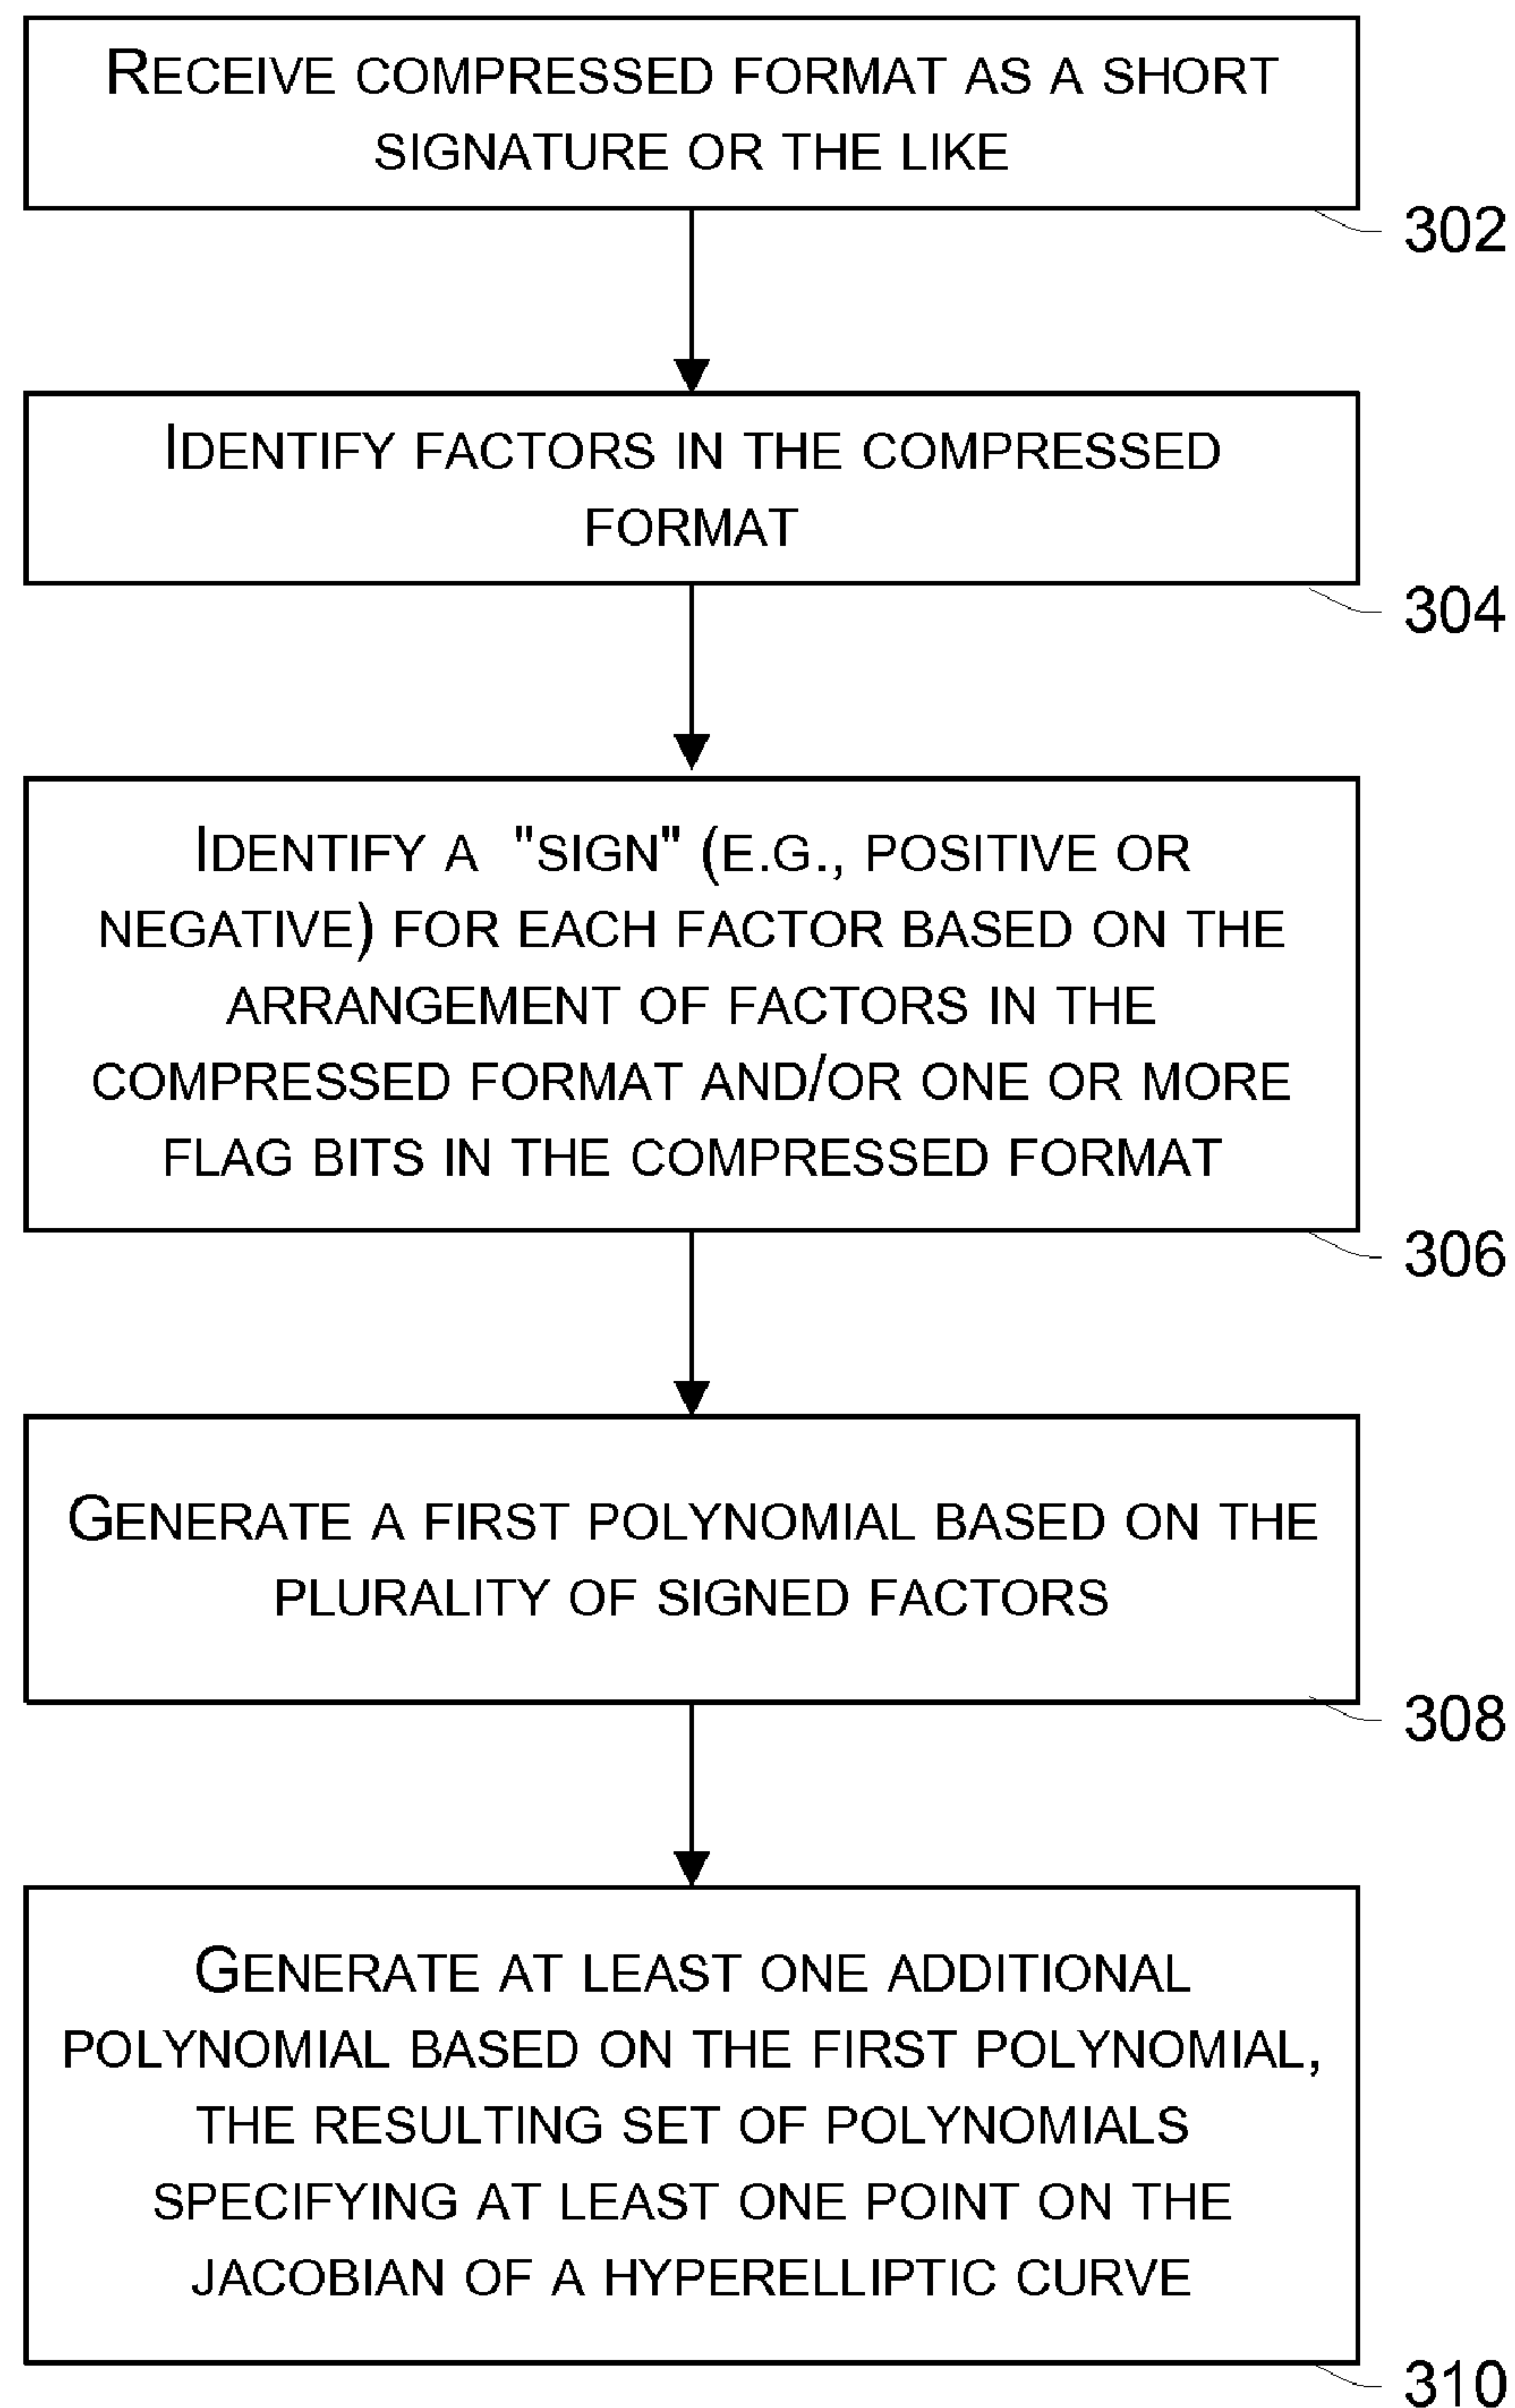 RECEIVE COMPRESSED FORMAT AS A SHORT
SIGNATURE OR THE LIKE
302
IDENTIFY FACTORS IN THE COMPRESSED
FORMAT
304
IDENTIFY A "SIGN" (E.G., POSITIVE OR
NEGATIVE) FOR EACH FACTOR BASED ON THE
ARRANGEMENT OF FACTORS IN THE
COMPRESSED FORMAT AND/OR ONE OR MORE
FLAG BITS IN THE COMPRESSED FORMAT
306
GENERATE A FIRST POLYNOMIAL BASED ON THE
PLURALITY OF SIGNED FACTORS
308
GENERATE AT LEAST ONE ADDITIONAL
POLYNOMIAL BASED ON THE FIRST POLYNOMIAL,
THE RESULTING SET OF POLYNOMIALS
SPECIFYING AT LEAST ONE POINT ON THE
JACOBIAN OF A HYPERELLIPTIC CURVE
310